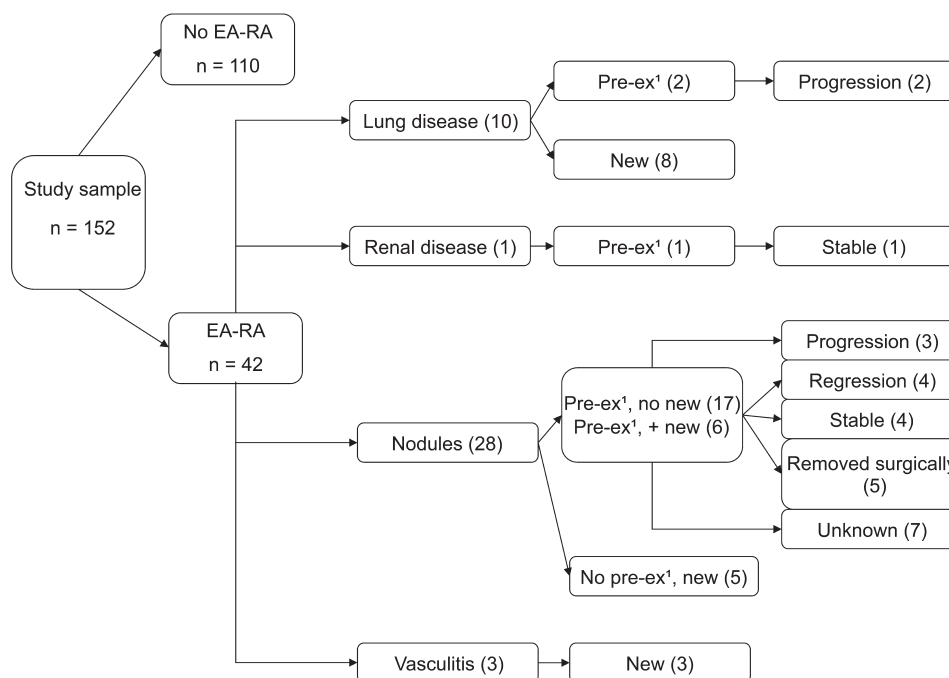 No EA-RA
n = 110
Study sample
n = 152
EA-RA
n = 42
Lung disease (10)
Pre-ex¹ (2)
Progression (2)
New (8)
Renal disease (1)
Pre-ex¹ (1)
Stable (1)
Nodules (28)
Pre-ex¹, no new (17)
Pre-ex¹, + new (6)
Progression (3)
Regression (4)
Stable (4)
Removed surgically
(5)
Unknown (7)
No pre-ex¹, new (5)
Vasculitis (3)
New (3)